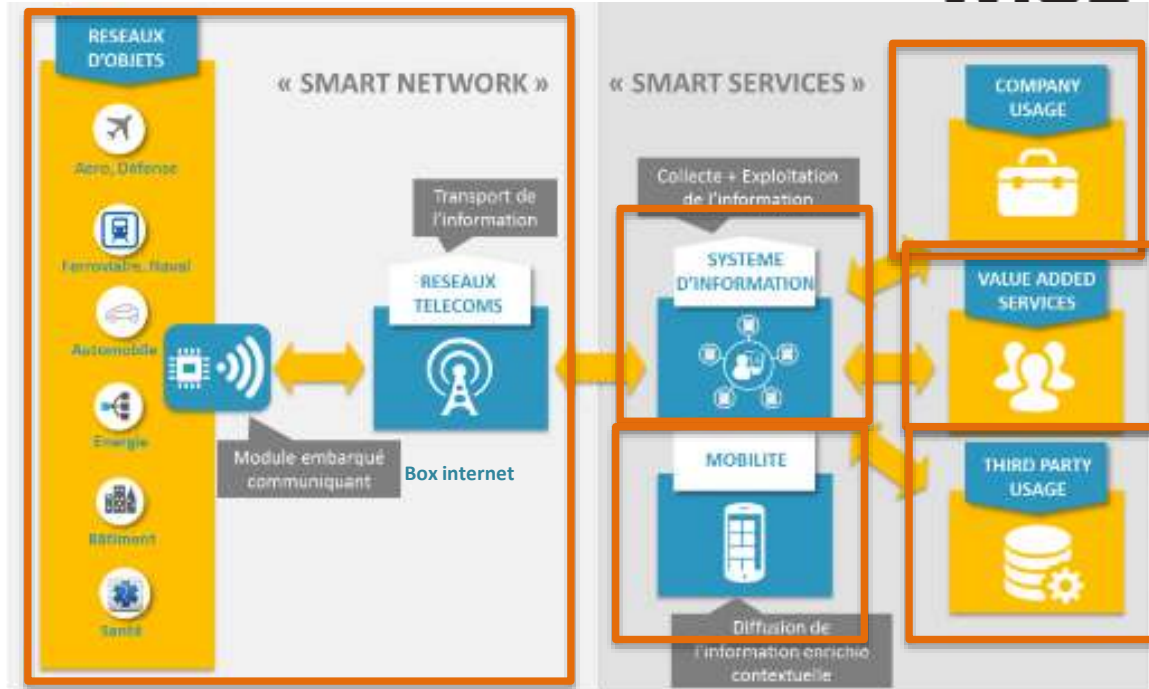 RESEAUX
D'OBJETS
« SMART NETWORK »
« SMART SERVICES »
COMPANY
USAGE
Aero, Défense
Ferroviaire, Naval
Automobile
Energie
Bâtiment
Santé
Module embarqué
communiquant
Transport de
l'information
RESEAUX
TELECOMS
Box internet
Collecte + Exploitation
de l'information
SYSTEME
D'INFORMATION
MOBILITE
Diffusion de
l'information enrichie
contextuelle
VALUE ADDED
SERVICES
THIRD PARTY
USAGE